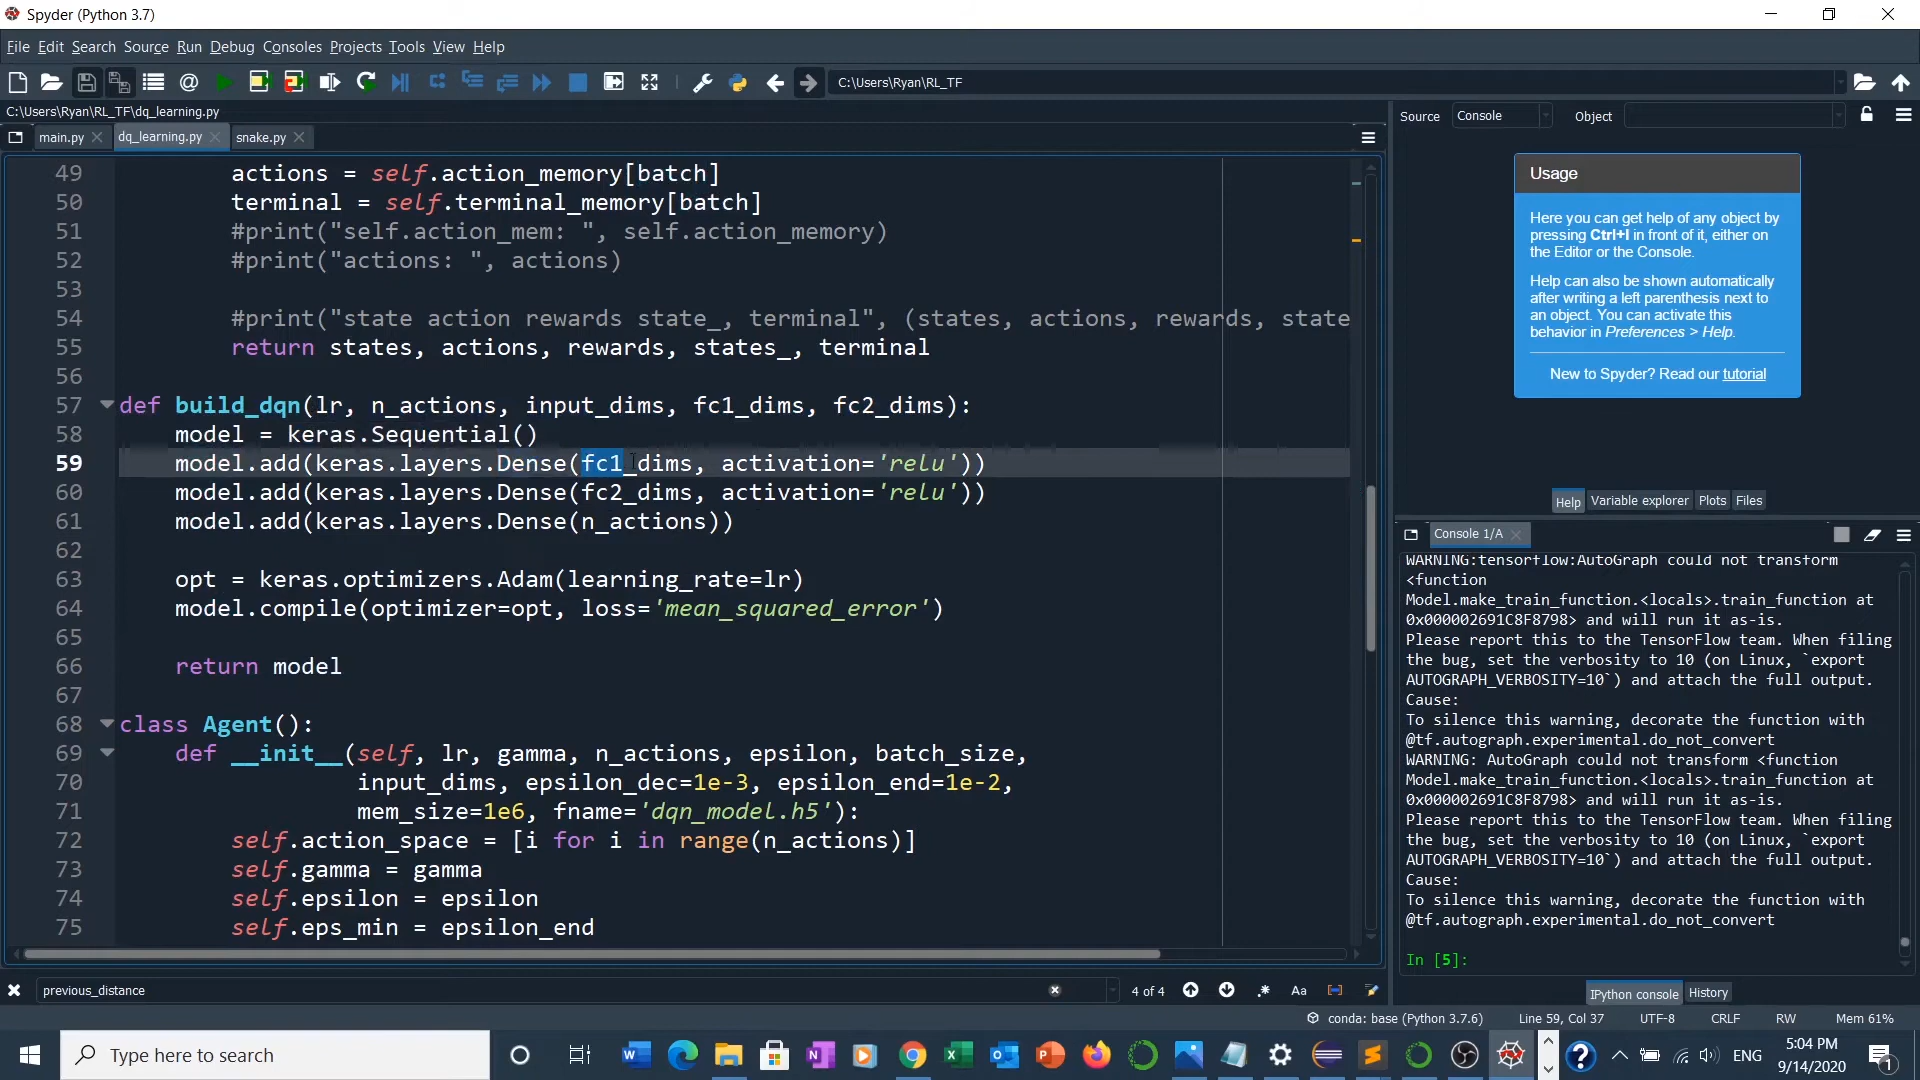 Spyder (Python 3.7)
File Edit Search Source Run Debug Consoles Projects Tools View Help
C:\Users\Ryan\RL_TF
C:\Users\Ryan\RL_TF\dq_learning.py
main.py
dq_learning.py
snake.py
49 actions = self.action_memory[batch]
50 terminal = self.terminal_memory[batch]
51 #print("self.action_mem: ", self.action_memory)
52 #print("actions: ", actions)
53
54 #print("state action rewards state_, terminal", (states, actions, rewards, state
55 return states, actions, rewards, states_, terminal
56
57 def build_dqn(lr, n_actions, input_dims, fc1_dims, fc2_dims):
58 model = keras.Sequential()
59 model.add(keras.layers.Dense(fc1_dims, activation='relu'))
60 model.add(keras.layers.Dense(fc2_dims, activation='relu'))
61 model.add(keras.layers.Dense(n_actions))
62
63 opt = keras.optimizers.Adam(learning_rate=lr)
64 model.compile(optimizer=opt, loss='mean_squared_error')
65
66 return model
67
68 class Agent():
69 def __init__(self, lr, gamma, n_actions, epsilon, batch_size,
70 input_dims, epsilon_dec=1e-3, epsilon_end=1e-2,
71 mem_size=1e6, fname='dqn_model.h5'):
72 self.action_space = [i for i in range(n_actions)]
73 self.gamma = gamma
74 self.epsilon = epsilon
75 self.eps_min = epsilon_end
previous_distance
4 of 4
Aa
Source Console Object
Usage
Here you can get help of any object by
pressing Ctrl+I in front of it, either on
the Editor or the Console.
Help can also be shown automatically
after writing a left parenthesis next to
an object. You can activate this
behavior in Preferences > Help.
New to Spyder? Read our tutorial
Help Variable explorer Plots Files
Console 1/A
WARNING:tensorflow:AutoGraph could not transform
<function
Model.make_train_function.<locals>.train_function at
0x000002691C8F8798> and will run it as-is.
Please report this to the TensorFlow team. When filing
the bug, set the verbosity to 10 (on Linux, `export
AUTOGRAPH_VERBOSITY=10`) and attach the full output.
Cause:
To silence this warning, decorate the function with
@tf.autograph.experimental.do_not_convert
WARNING: AutoGraph could not transform <function
Model.make_train_function.<locals>.train_function at
0x000002691C8F8798> and will run it as-is.
Please report this to the TensorFlow team. When filing
the bug, set the verbosity to 10 (on Linux, `export
AUTOGRAPH_VERBOSITY=10`) and attach the full output.
Cause:
To silence this warning, decorate the function with
@tf.autograph.experimental.do_not_convert
In [5]:
IPython console History
conda: base (Python 3.7.6) Line 59, Col 37 UTF-8 CRLF RW Mem 61%
Type here to search
ENG
5:04 PM
9/14/2020
1